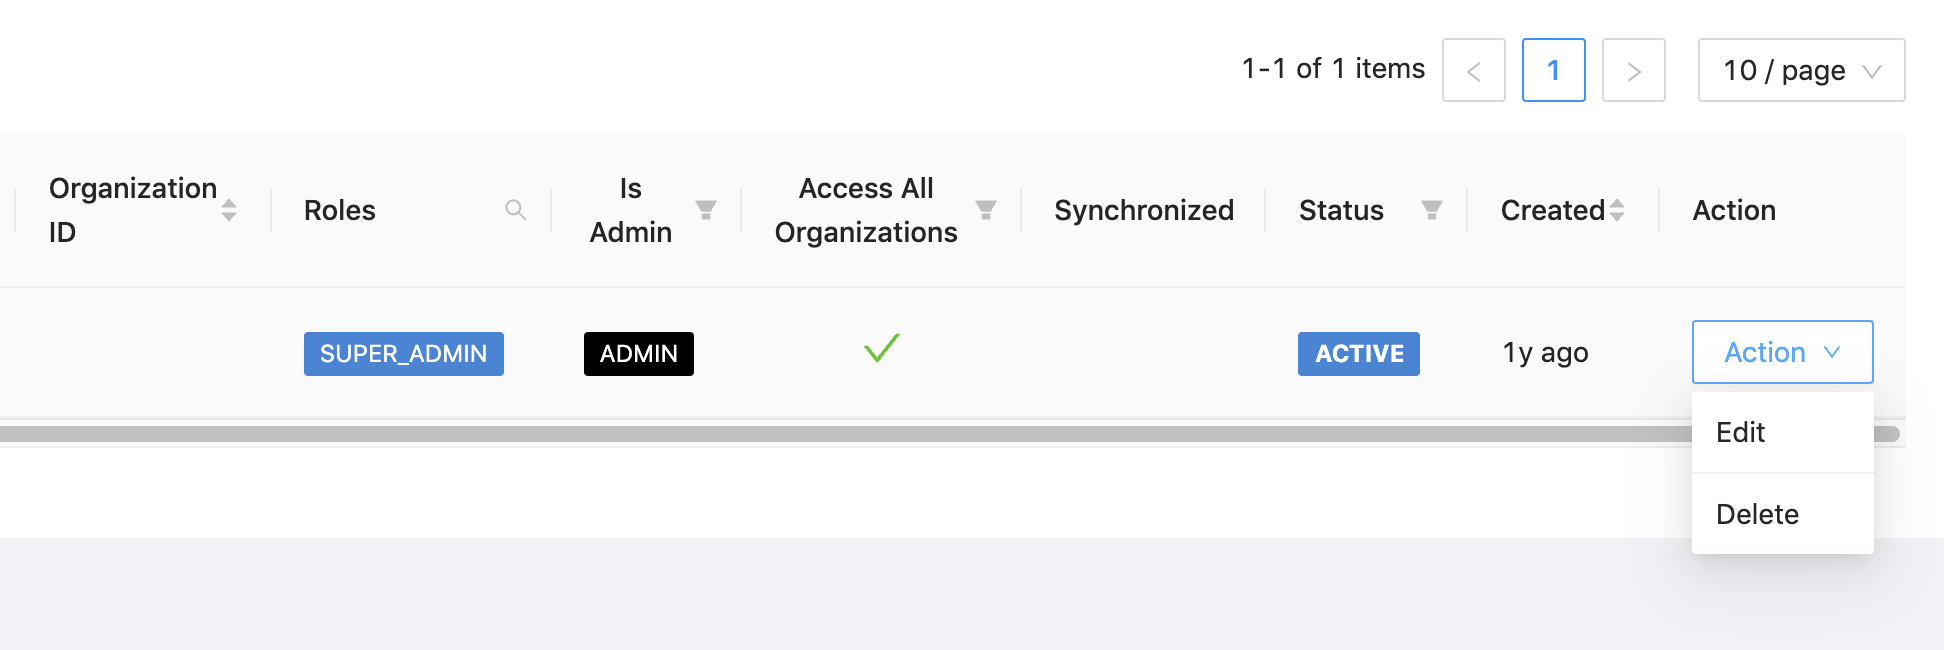 1-1 of 1 items
1
10 / page
Organization
ID
Roles
Is
Admin
Access All
Organizations
Synchronized
Status
Created
Action
SUPER_ADMIN
ADMIN
ACTIVE
1y ago
Action
Edit
Delete